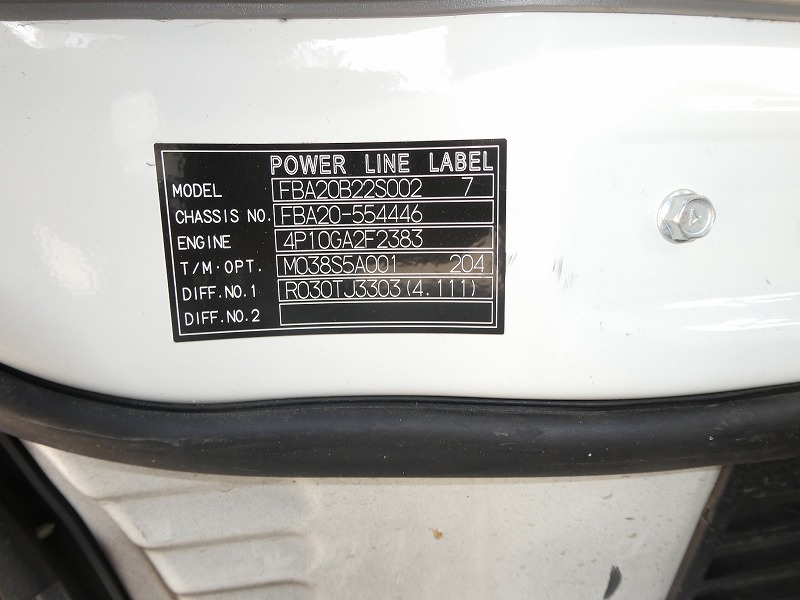 POWER LINE LABEL
MODEL FBA20B22S002 7
CHASSIS NO. FBA20-554446
ENGINE 4P10GA2F2383
T/M·OPT. M038S5A001 204
DIFF.NO.1 R030TJ3303(4.111)
DIFF.NO.2